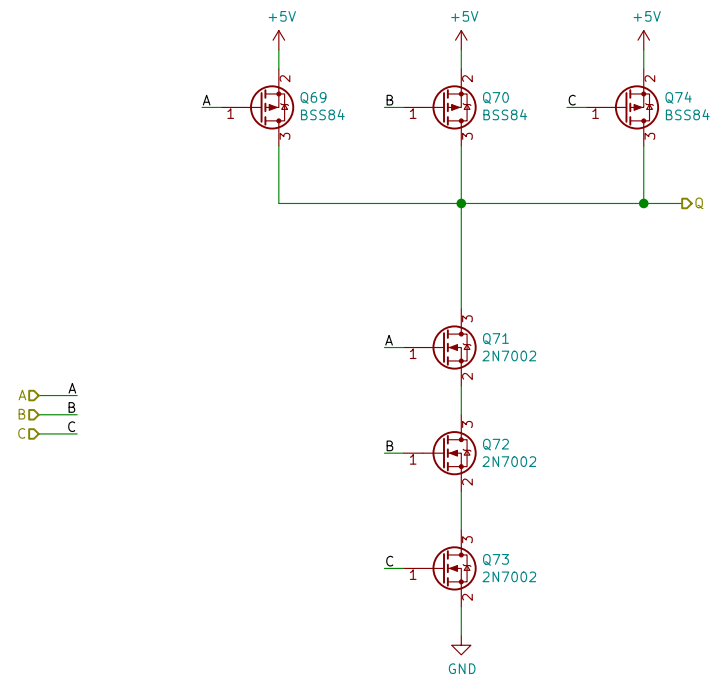 +5V +5V +5V
2 2 2
A Q69 B Q70 C Q74
1 BSS84 1 BSS84 1 BSS84
3 3 3
Q
3
A Q71
1 2N7002
2
A A
B B
C C
3
B Q72
1 2N7002
2
3
C Q73
1 2N7002
2
GND